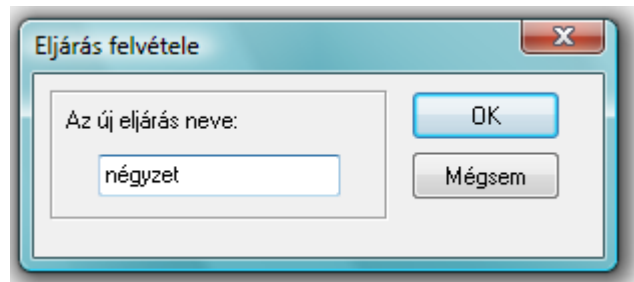 Eljárás felvétele
Az új eljárás neve:
négyzet
OK
Mégsem